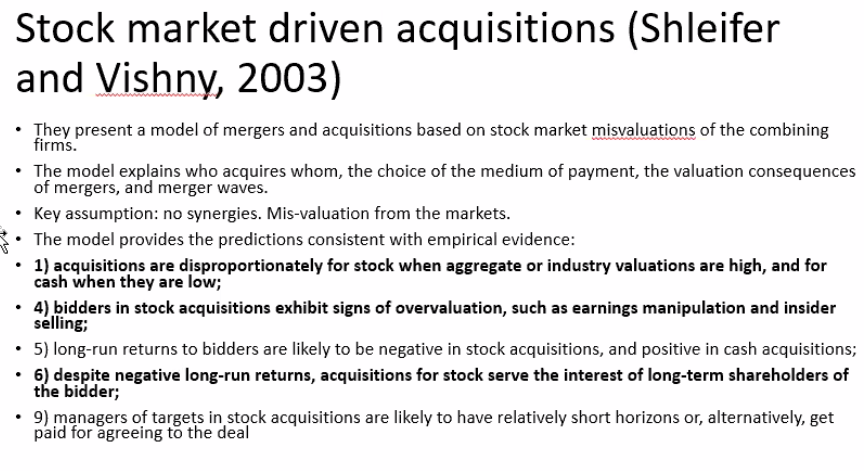 Stock market driven acquisitions (Shleifer
and Vishny, 2003)
• They present a model of mergers and acquisitions based on stock market misvaluations of the combining
firms.
• The model explains who acquires whom, the choice of the medium of payment, the valuation consequences
of mergers, and merger waves.
• Key assumption: no synergies. Mis-valuation from the markets.
• The model provides the predictions consistent with empirical evidence:
• 1) acquisitions are disproportionately for stock when aggregate or industry valuations are high, and for
cash when they are low;
• 4) bidders in stock acquisitions exhibit signs of overvaluation, such as earnings manipulation and insider
selling;
• 5) long-run returns to bidders are likely to be negative in stock acquisitions, and positive in cash acquisitions;
• 6) despite negative long-run returns, acquisitions for stock serve the interest of long-term shareholders of
the bidder;
• 9) managers of targets in stock acquisitions are likely to have relatively short horizons or, alternatively, get
paid for agreeing to the deal